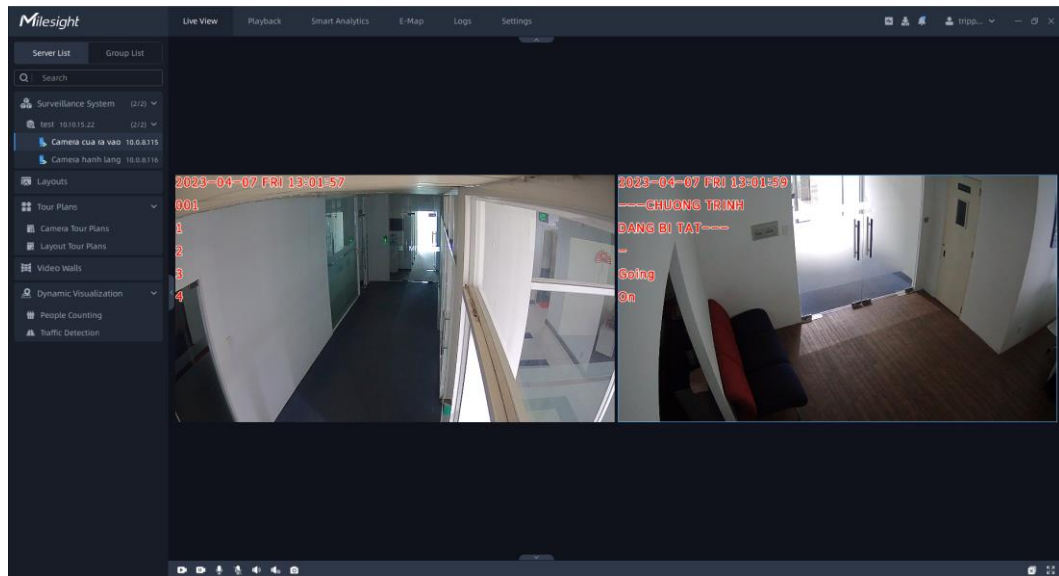 Milesight
Live View Playback Smart Analytics E-Map Logs Settings
tripp...
Server List Group List
Search
Surveillance System (2/2)
test 10.10.15.22 (2/2)
Camera cua ra vao 10.0.8.115
Camera hanh lang 10.0.8.116
Layouts
Tour Plans
Camera Tour Plans
Layout Tour Plans
Video Walls
Dynamic Visualization
People Counting
Traffic Detection
2023-04-07 FRI 13:01:57
001
1
2
3
4
2023-04-07 FRI 13:01:59
---CHUONG TRINH
DANG BI TAT---
-
Going
On